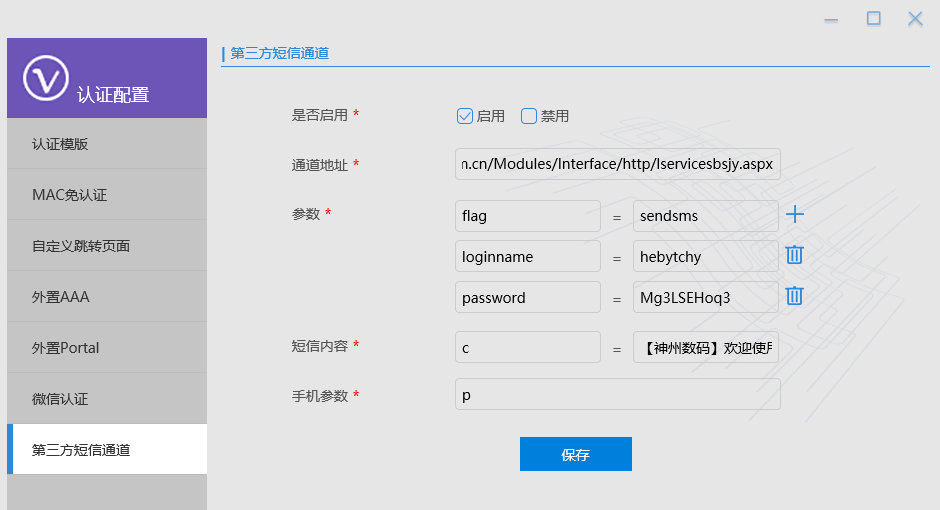 第三方短信通道
认证配置
认证模版
MAC免认证
自定义跳转页面
外置AAA
外置Portal
微信认证
第三方短信通道
是否启用 * 启用 禁用
通道地址 * n.cn/Modules/Interface/http/Iservicesbsjy.aspx
参数 * flag = sendsms
loginname = hebytchy
password = Mg3LSEHoq3
短信内容 * c = 【神州数码】欢迎使用
手机参数 * p
保存